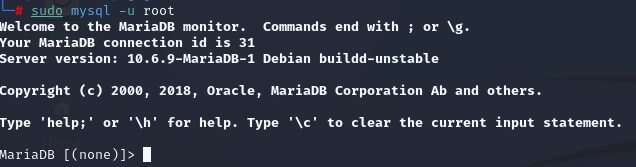 └─# sudo mysql -u root
Welcome to the MariaDB monitor.  Commands end with ; or \g.
Your MariaDB connection id is 31
Server version: 10.6.9-MariaDB-1 Debian buildd-unstable

Copyright (c) 2000, 2018, Oracle, MariaDB Corporation Ab and others.

Type 'help;' or '\h' for help. Type '\c' to clear the current input statement.

MariaDB [(none)]>